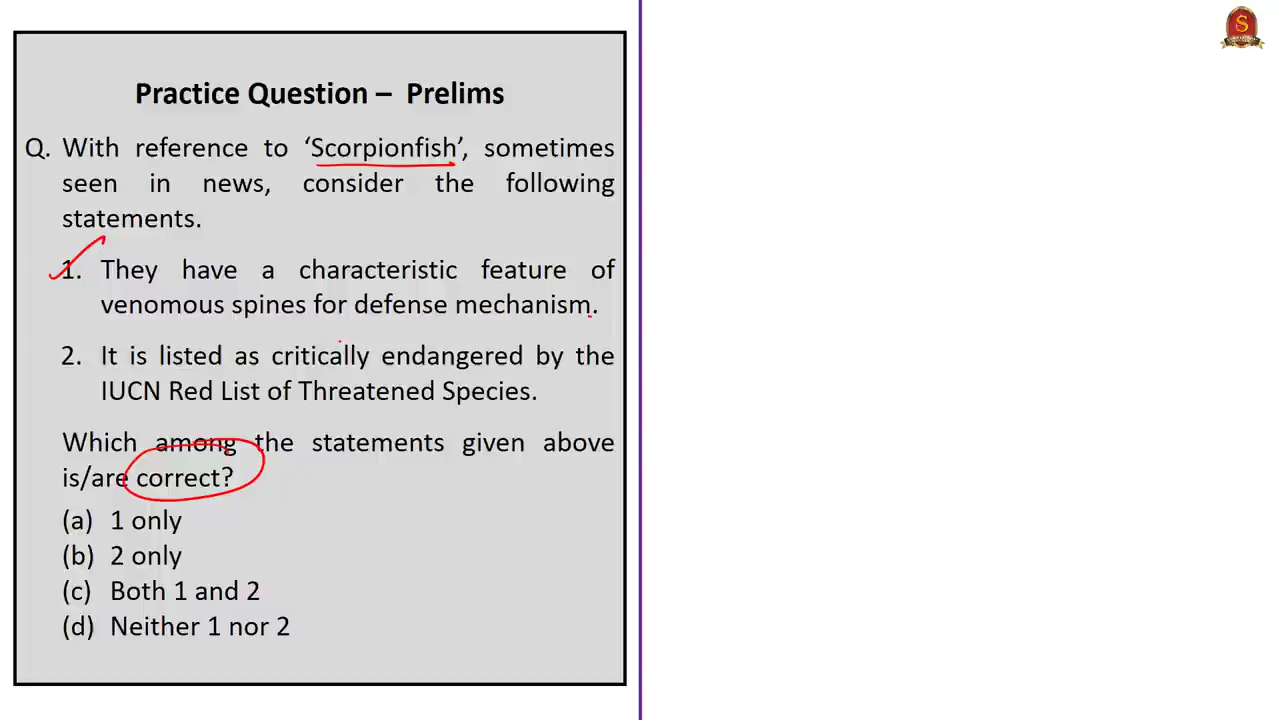 Practice Question – Prelims
Q. With reference to ‘Scorpionfish’, sometimes
seen in news, consider the following
statements.
1. They have a characteristic feature of
venomous spines for defense mechanism.
2. It is listed as critically endangered by the
IUCN Red List of Threatened Species.
Which among the statements given above
is/are correct?
(a) 1 only
(b) 2 only
(c) Both 1 and 2
(d) Neither 1 nor 2
S